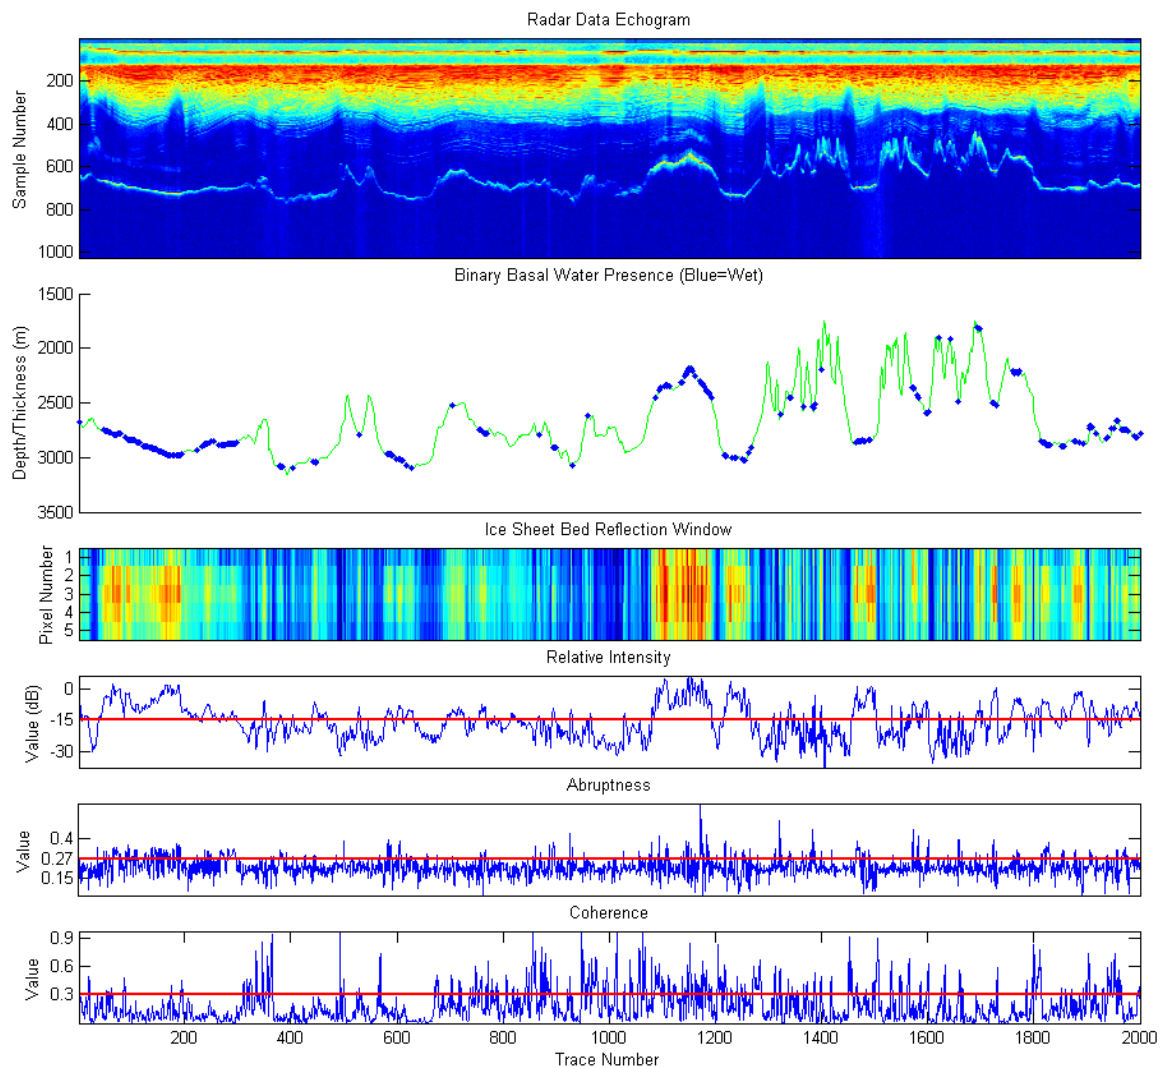 Radar Data Echogram
Sample Number
200
400
600
800
1000
Binary Basal Water Presence (Blue=Wet)
Depth/Thickness (m)
1500
2000
2500
3000
3500
Ice Sheet Bed Reflection Window
Pixel Number
1
2
3
4
5
Relative Intensity
Value (dB)
0
-15
-30
Abruptness
Value
0.4
0.27
0.15
Coherence
Value
0.9
0.6
0.3
200 400 600 800 1000 1200 1400 1600 1800 2000
Trace Number